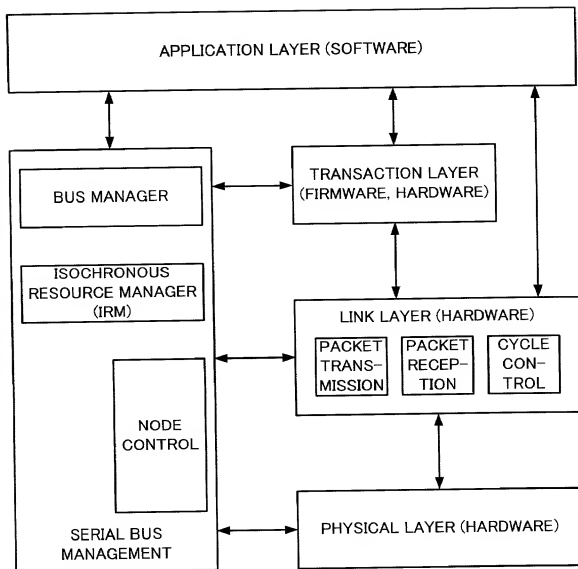 APPLICATION LAYER (SOFTWARE)
TRANSACTION LAYER
(FIRMWARE, HARDWARE)
BUS MANAGER
ISOCHRONOUS
RESOURCE MANAGER
(IRM)
LINK LAYER (HARDWARE)
PACKET
TRANS-
MISSION
PACKET
RECEP-
TION
CYCLE
CON-
TROL
NODE
CONTROL
SERIAL BUS
MANAGEMENT
PHYSICAL LAYER (HARDWARE)